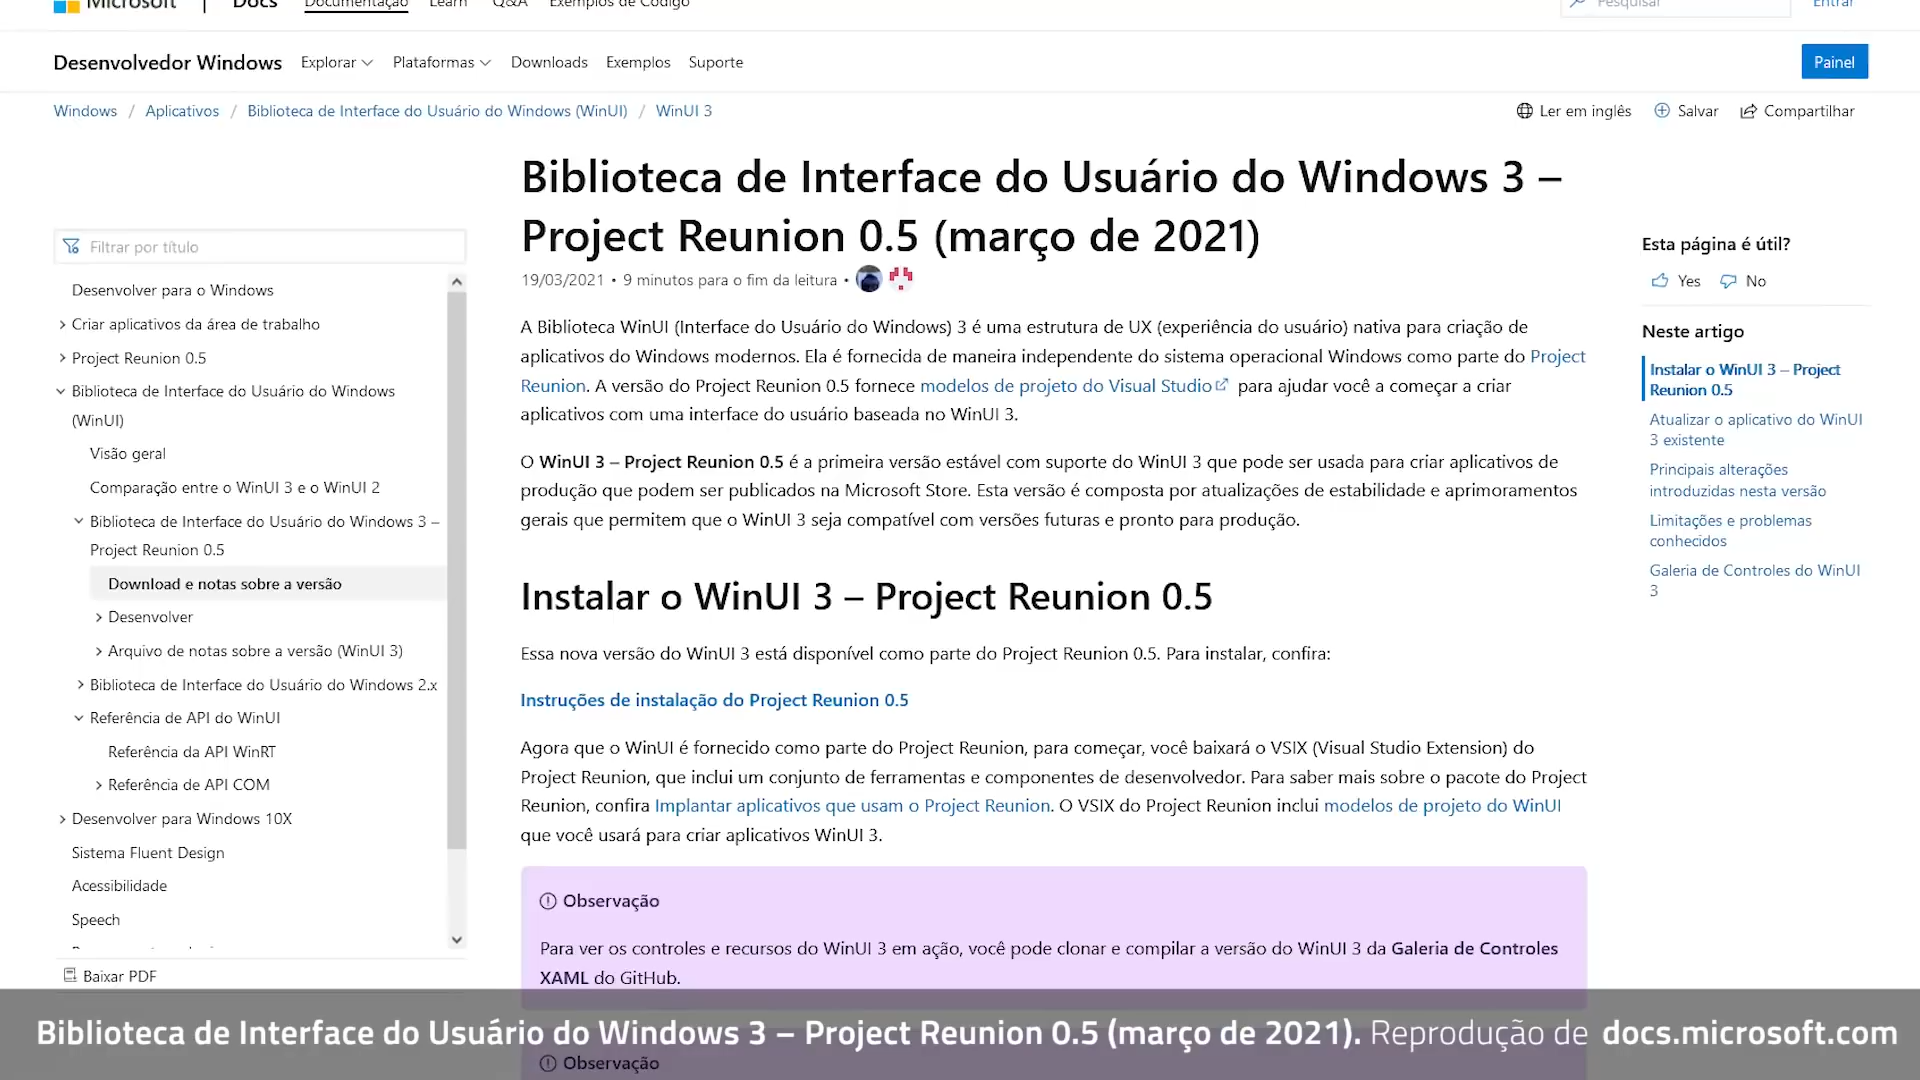 Microsoft | Docs Documentação Learn Q&A Exemplos de Código Pesquisar Entrar
Desenvolvedor Windows Explorar Plataformas Downloads Exemplos Suporte Painel
Windows / Aplicativos / Biblioteca de Interface do Usuário do Windows (WinUI) / WinUI 3
Ler em inglês Salvar Compartilhar
Filtrar por título
Desenvolver para o Windows
Criar aplicativos da área de trabalho
Project Reunion 0.5
Biblioteca de Interface do Usuário do Windows
(WinUI)
Visão geral
Comparação entre o WinUI 3 e o WinUI 2
Biblioteca de Interface do Usuário do Windows 3 –
Project Reunion 0.5
Download e notas sobre a versão
Desenvolver
Arquivo de notas sobre a versão (WinUI 3)
Biblioteca de Interface do Usuário do Windows 2.x
Referência de API do WinUI
Referência da API WinRT
Referência de API COM
Desenvolver para Windows 10X
Sistema Fluent Design
Acessibilidade
Speech
Baixar PDF
Biblioteca de Interface do Usuário do Windows 3 –
Project Reunion 0.5 (março de 2021)
19/03/2021 • 9 minutos para o fim da leitura •
A Biblioteca WinUI (Interface do Usuário do Windows) 3 é uma estrutura de UX (experiência do usuário) nativa para criação de
aplicativos do Windows modernos. Ela é fornecida de maneira independente do sistema operacional Windows como parte do Project
Reunion. A versão do Project Reunion 0.5 fornece modelos de projeto do Visual Studio para ajudar você a começar a criar
aplicativos com uma interface do usuário baseada no WinUI 3.
O WinUI 3 – Project Reunion 0.5 é a primeira versão estável com suporte do WinUI 3 que pode ser usada para criar aplicativos de
produção que podem ser publicados na Microsoft Store. Esta versão é composta por atualizações de estabilidade e aprimoramentos
gerais que permitem que o WinUI 3 seja compatível com versões futuras e pronto para produção.
Instalar o WinUI 3 – Project Reunion 0.5
Essa nova versão do WinUI 3 está disponível como parte do Project Reunion 0.5. Para instalar, confira:
Instruções de instalação do Project Reunion 0.5
Agora que o WinUI é fornecido como parte do Project Reunion, para começar, você baixará o VSIX (Visual Studio Extension) do
Project Reunion, que inclui um conjunto de ferramentas e componentes de desenvolvedor. Para saber mais sobre o pacote do Project
Reunion, confira Implantar aplicativos que usam o Project Reunion. O VSIX do Project Reunion inclui modelos de projeto do WinUI
que você usará para criar aplicativos WinUI 3.
Observação
Para ver os controles e recursos do WinUI 3 em ação, você pode clonar e compilar a versão do WinUI 3 da Galeria de Controles
XAML do GitHub.
Observação
Esta página é útil?
Yes No
Neste artigo
Instalar o WinUI 3 – Project
Reunion 0.5
Atualizar o aplicativo do WinUI
3 existente
Principais alterações
introduzidas nesta versão
Limitações e problemas
conhecidos
Galeria de Controles do WinUI
3
Biblioteca de Interface do Usuário do Windows 3 – Project Reunion 0.5 (março de 2021). Reprodução de docs.microsoft.com